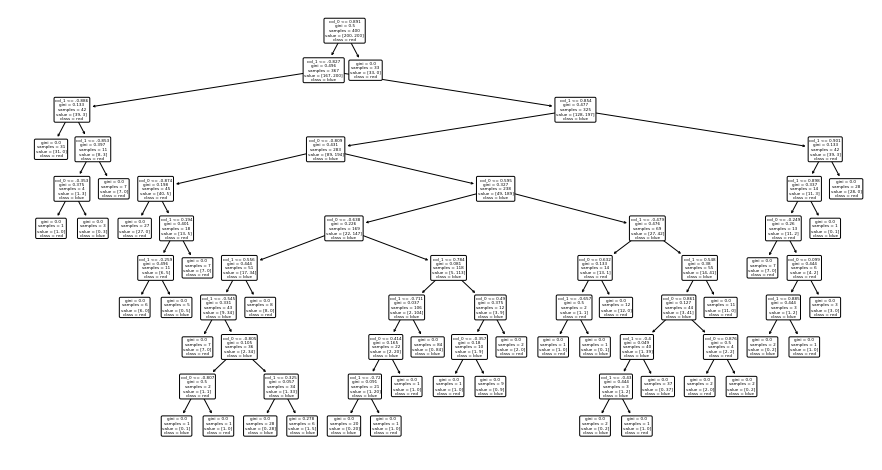 col_0 <= 0.891
gini = 0.5
samples = 400
value = [200, 200]
class = red
col_1 <= -0.827
gini = 0.496
samples = 367
value = [167, 200]
class = blue
gini = 0.0
samples = 33
value = [33, 0]
class = red
col_1 <= -0.886
gini = 0.133
samples = 42
value = [39, 3]
class = red
col_1 <= 0.854
gini = 0.477
samples = 325
value = [128, 197]
class = blue
gini = 0.0
samples = 31
value = [31, 0]
class = red
col_1 <= -0.853
gini = 0.397
samples = 11
value = [8, 3]
class = red
col_0 <= -0.809
gini = 0.431
samples = 283
value = [89, 194]
class = blue
col_1 <= 0.901
gini = 0.133
samples = 42
value = [39, 3]
class = red
col_0 <= -0.353
gini = 0.375
samples = 4
value = [1, 3]
class = blue
gini = 0.0
samples = 7
value = [7, 0]
class = red
col_0 <= -0.874
gini = 0.198
samples = 45
value = [40, 5]
class = red
col_0 <= 0.595
gini = 0.327
samples = 238
value = [49, 189]
class = blue
col_1 <= 0.898
gini = 0.337
samples = 14
value = [11, 3]
class = red
gini = 0.0
samples = 28
value = [28, 0]
class = red
gini = 0.0
samples = 1
value = [1, 0]
class = red
gini = 0.0
samples = 3
value = [0, 3]
class = blue
gini = 0.0
samples = 27
value = [27, 0]
class = red
col_1 <= 0.194
gini = 0.401
samples = 18
value = [13, 5]
class = red
col_0 <= -0.638
gini = 0.226
samples = 169
value = [22, 147]
class = blue
col_1 <= -0.479
gini = 0.476
samples = 69
value = [27, 42]
class = blue
col_0 <= -0.249
gini = 0.26
samples = 13
value = [11, 2]
class = red
gini = 0.0
samples = 1
value = [0, 1]
class = blue
col_1 <= -0.259
gini = 0.496
samples = 11
value = [6, 5]
class = red
gini = 0.0
samples = 7
value = [7, 0]
class = red
col_1 <= 0.556
gini = 0.444
samples = 51
value = [17, 34]
class = blue
col_1 <= 0.784
gini = 0.081
samples = 118
value = [5, 113]
class = blue
col_0 <= 0.632
gini = 0.133
samples = 14
value = [13, 1]
class = red
col_1 <= 0.548
gini = 0.38
samples = 55
value = [14, 41]
class = blue
gini = 0.0
samples = 7
value = [7, 0]
class = red
col_0 <= 0.099
gini = 0.444
samples = 6
value = [4, 2]
class = red
gini = 0.0
samples = 6
value = [6, 0]
class = red
gini = 0.0
samples = 5
value = [0, 5]
class = blue
col_1 <= -0.545
gini = 0.331
samples = 43
value = [9, 34]
class = blue
gini = 0.0
samples = 8
value = [8, 0]
class = red
col_1 <= -0.711
gini = 0.037
samples = 106
value = [2, 104]
class = blue
col_0 <= 0.49
gini = 0.375
samples = 12
value = [3, 9]
class = blue
col_1 <= -0.657
gini = 0.5
samples = 2
value = [1, 1]
class = red
gini = 0.0
samples = 12
value = [12, 0]
class = red
col_0 <= 0.861
gini = 0.127
samples = 44
value = [3, 41]
class = blue
gini = 0.0
samples = 11
value = [11, 0]
class = red
col_1 <= 0.885
gini = 0.444
samples = 3
value = [1, 2]
class = blue
gini = 0.0
samples = 3
value = [3, 0]
class = red
gini = 0.0
samples = 7
value = [7, 0]
class = red
col_0 <= -0.805
gini = 0.105
samples = 36
value = [2, 34]
class = blue
col_0 <= 0.414
gini = 0.165
samples = 22
value = [2, 20]
class = blue
gini = 0.0
samples = 84
value = [0, 84]
class = blue
col_0 <= -0.357
gini = 0.18
samples = 10
value = [1, 9]
class = blue
gini = 0.0
samples = 2
value = [2, 0]
class = red
gini = 0.0
samples = 1
value = [1, 0]
class = red
gini = 0.0
samples = 1
value = [0, 1]
class = blue
col_1 <= -0.4
gini = 0.049
samples = 40
value = [1, 39]
class = blue
col_0 <= 0.876
gini = 0.5
samples = 4
value = [2, 2]
class = red
gini = 0.0
samples = 2
value = [0, 2]
class = blue
gini = 0.0
samples = 1
value = [1, 0]
class = red
col_0 <= -0.807
gini = 0.5
samples = 2
value = [1, 1]
class = red
col_1 <= 0.325
gini = 0.057
samples = 34
value = [1, 33]
class = blue
col_1 <= -0.72
gini = 0.091
samples = 21
value = [1, 20]
class = blue
gini = 0.0
samples = 1
value = [1, 0]
class = red
gini = 0.0
samples = 1
value = [1, 0]
class = red
gini = 0.0
samples = 9
value = [0, 9]
class = blue
col_1 <= -0.43
gini = 0.444
samples = 3
value = [1, 2]
class = blue
gini = 0.0
samples = 37
value = [0, 37]
class = blue
gini = 0.0
samples = 2
value = [2, 0]
class = red
gini = 0.0
samples = 2
value = [0, 2]
class = blue
gini = 0.0
samples = 1
value = [0, 1]
class = blue
gini = 0.0
samples = 1
value = [1, 0]
class = red
gini = 0.0
samples = 28
value = [0, 28]
class = blue
gini = 0.278
samples = 6
value = [1, 5]
class = blue
gini = 0.0
samples = 20
value = [0, 20]
class = blue
gini = 0.0
samples = 1
value = [1, 0]
class = red
gini = 0.0
samples = 2
value = [0, 2]
class = blue
gini = 0.0
samples = 1
value = [1, 0]
class = red